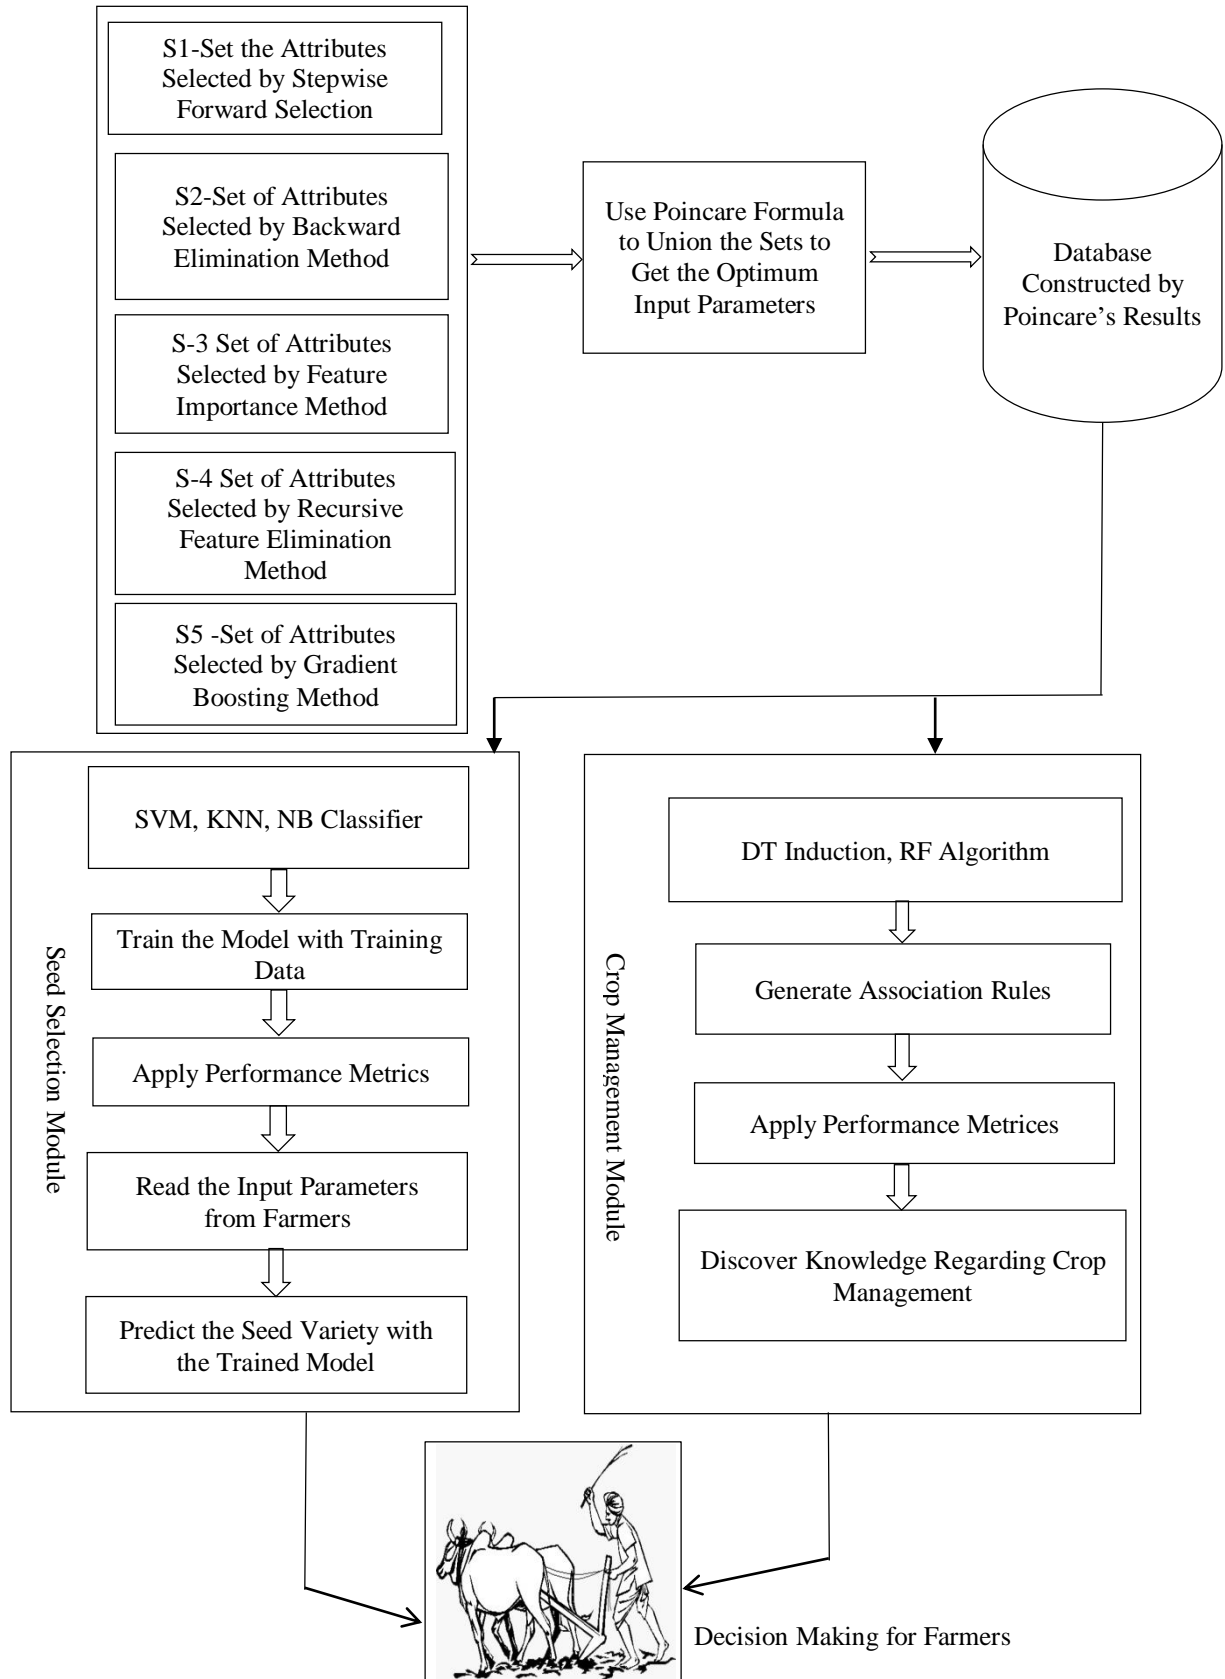 S1-Set the Attributes
Selected by Stepwise
Forward Selection
S2-Set of Attributes
Selected by Backward
Elimination Method
S-3 Set of Attributes
Selected by Feature
Importance Method
S-4 Set of Attributes
Selected by Recursive
Feature Elimination
Method
S5 -Set of Attributes
Selected by Gradient
Boosting Method
Use Poincare Formula
to Union the Sets to
Get the Optimum
Input Parameters
Database
Constructed by
Poincare’s Results
Seed Selection Module
SVM, KNN, NB Classifier
Train the Model with Training
Data
Apply Performance Metrics
Read the Input Parameters
from Farmers
Predict the Seed Variety with
the Trained Model
Crop Management Module
DT Induction, RF Algorithm
Generate Association Rules
Apply Performance Metrices
Discover Knowledge Regarding Crop
Management
Decision Making for Farmers